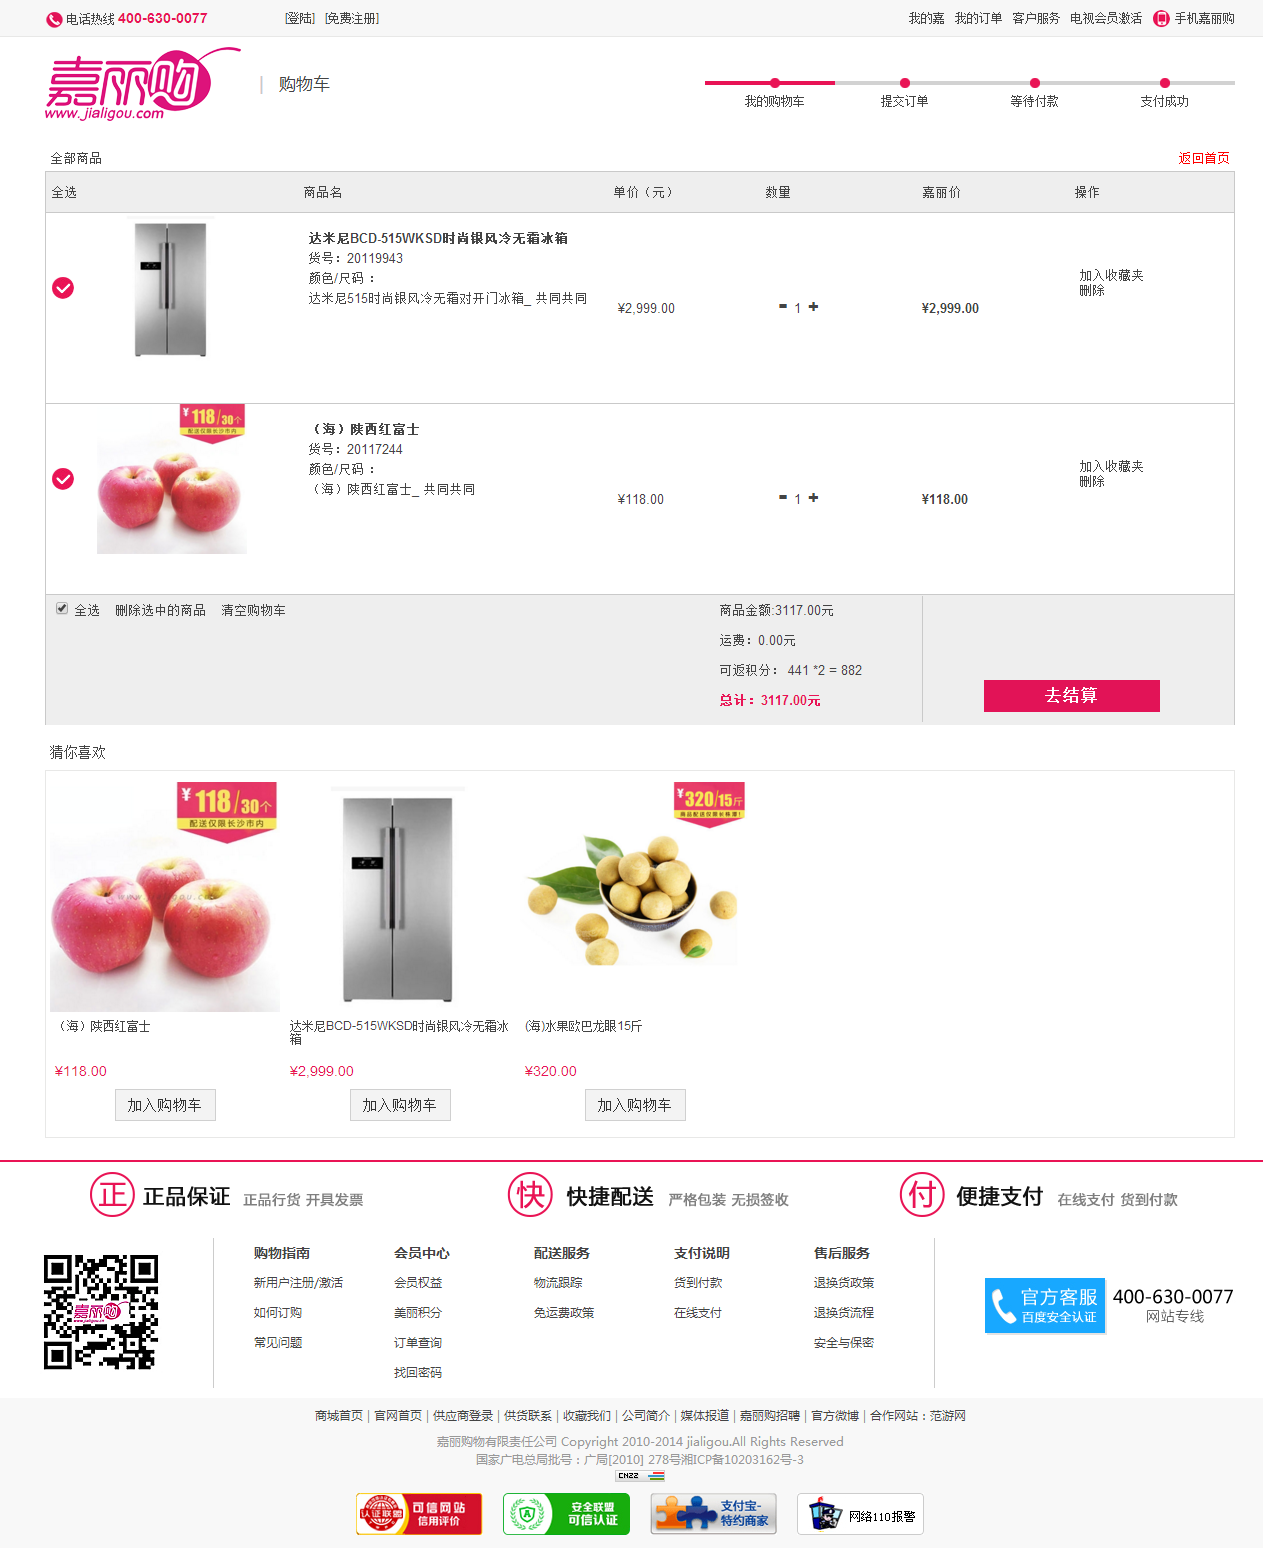 电话热线 400-630-0077 [登陆] [免费注册] 我的嘉 我的订单 客户服务 电视会员激活 手机嘉丽购
嘉丽购
www.jialigou.com
| 购物车
我的购物车 提交订单 等待付款 支付成功
全部商品 返回首页
全选 商品名 单价（元） 数量 嘉丽价 操作
达米尼BCD-515WKSD时尚银风冷无霜冰箱
货号：20119943
颜色/尺码：
达米尼515时尚银风冷无霜对开门冰箱_ 共同共同
¥2,999.00 - 1 + ¥2,999.00
加入收藏夹
删除
¥118/30个
配送仅限长沙市内
（海）陕西红富士
货号：20117244
颜色/尺码：
（海）陕西红富士_ 共同共同
¥118.00 - 1 + ¥118.00
加入收藏夹
删除
全选 删除选中的商品 清空购物车
商品金额:3117.00元
运费：0.00元
可返积分： 441 *2 = 882
总计：3117.00元
去结算
猜你喜欢
¥118/30个
配送仅限长沙市内
¥320/15斤
（海）陕西红富士
达米尼BCD-515WKSD时尚银风冷无霜冰
箱
(海)水果欧巴龙眼15斤
¥118.00 ¥2,999.00 ¥320.00
加入购物车 加入购物车 加入购物车
正 正品保证 正品行货 开具发票
快 快捷配送 严格包装 无损签收
付 便捷支付 在线支付 货到付款
嘉丽购
购物指南 会员中心 配送服务 支付说明 售后服务
新用户注册/激活 会员权益 物流跟踪 货到付款 退换货政策
如何订购 美丽积分 免运费政策 在线支付 退换货流程
常见问题 订单查询 安全与保密
找回密码
官方客服
百度安全认证
400-630-0077
网站专线
商城首页 | 官网首页 | 供应商登录 | 供货联系 | 收藏我们 | 公司简介 | 媒体报道 | 嘉丽购招聘 | 官方微博 | 合作网站：范游网
嘉丽购物有限责任公司 Copyright 2010-2014 jialigou.All Rights Reserved
国家广电总局批号：广局[2010] 278号湘ICP备10203162号-3
CNZZ
认证联盟
可信网站
信用评价
安全联盟
可信认证
支付宝-
特约商家
网络110报警